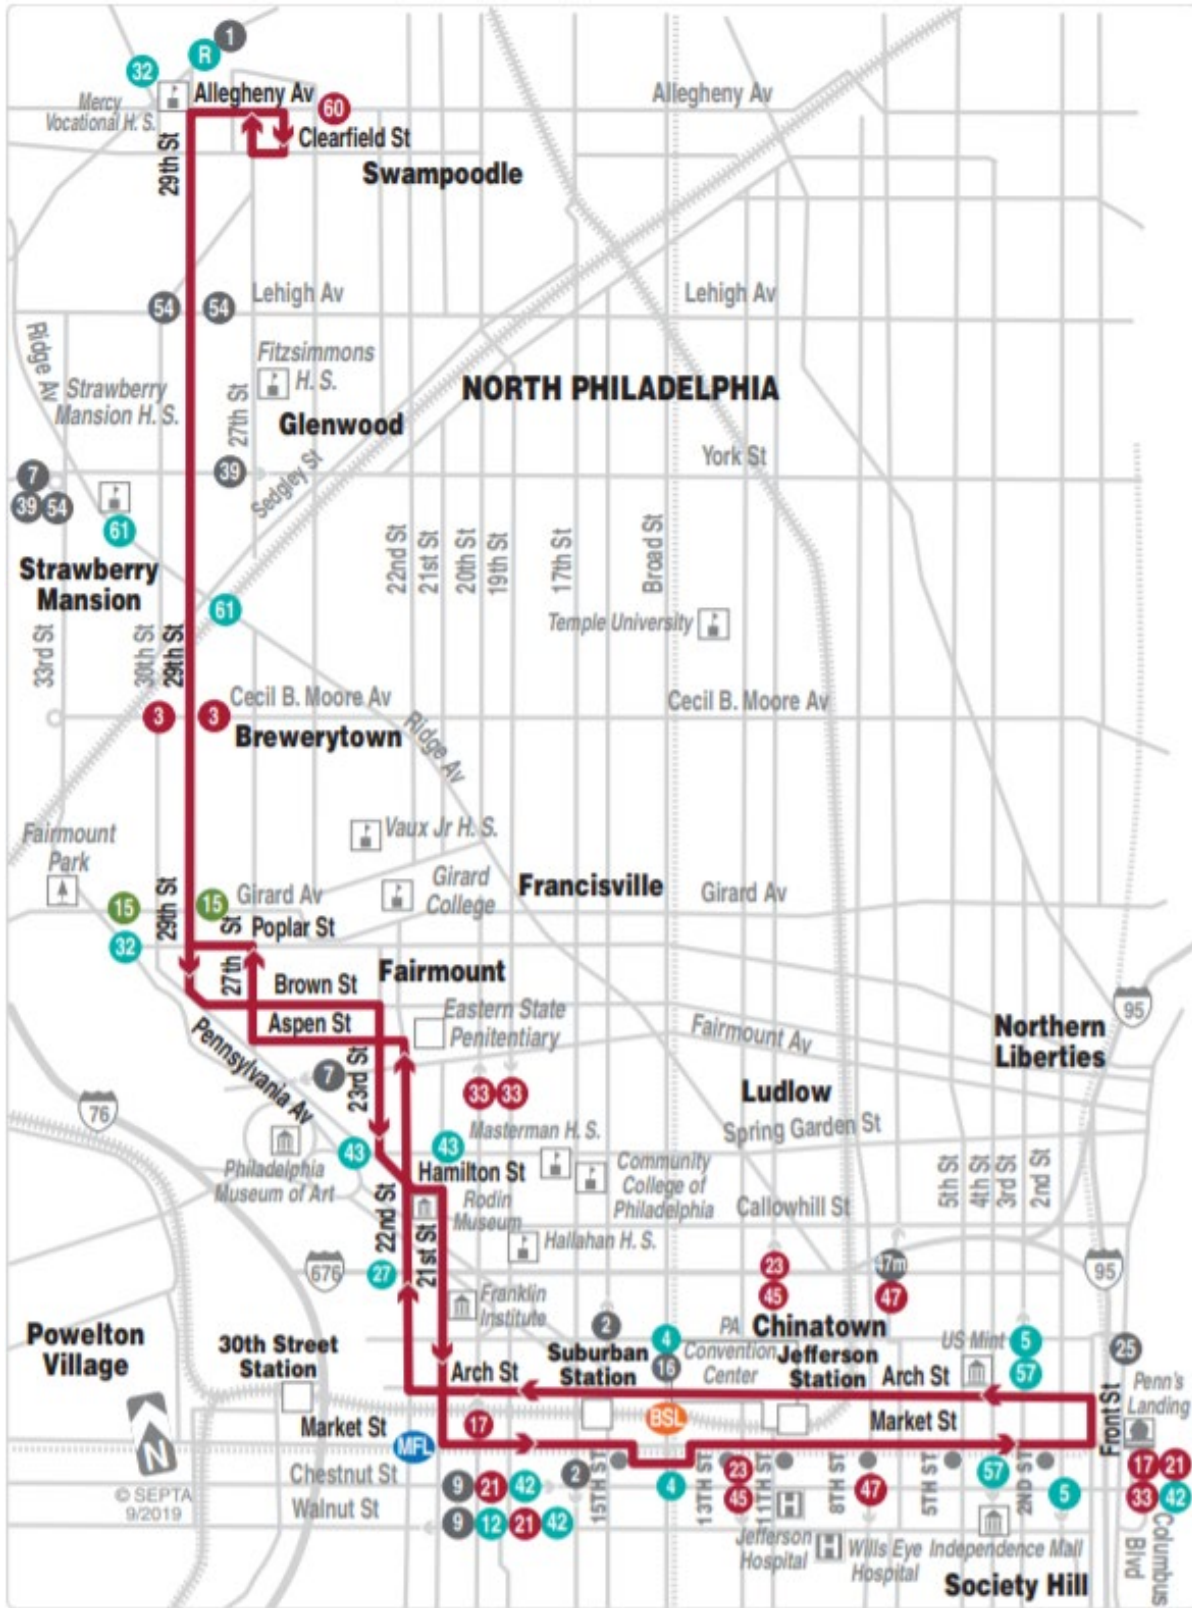 1
R
32
Allegheny Av
60
Allegheny Av
Mercy
Vocational H. S.
Clearfield St
29th St
Swampoodle
54
54
Lehigh Av
Lehigh Av
Ridge Av
Fitzsimmons
H. S.
Strawberry
Mansion H. S.
NORTH PHILADELPHIA
27th St
Glenwood
York St
39
7
Sedgley St
39
54
61
22nd St
21st St
20th St
19th St
17th St
Broad St
Strawberry
Mansion
61
Temple University
33rd St
30th St
29th St
Cecil B. Moore Av
Cecil B. Moore Av
3
3
Brewerytown
Ridge Av
Fairmount
Park
Vaux Jr H. S.
Girard
College
Francisville
29th St
15
15
Girard Av
Girard Av
32
27th St
Poplar St
Fairmount
Brown St
Aspen St
Eastern State
Penitentiary
Fairmount Av
95
Northern
Liberties
Pennsylvania Av
23rd St
7
33
33
Ludlow
76
Spring Garden St
43
43
Masterman H. S.
Philadelphia
Museum of Art
Hamilton St
Community
College of
Philadelphia
5th St
4th St
3rd St
2nd St
Rodin
Museum
Callowhill St
22nd St
21st St
Hallahan H. S.
676
27
23
47m
95
45
47
Franklin
Institute
Powelton
Village
30th Street
Station
2
4
16
PA
Convention
Center
Chinatown
US Mint
5
57
25
Suburban
Station
Jefferson
Station
Arch St
Arch St
Penn's
Landing
Front St
N
Market St
17
BSL
Market St
MFL
Chestnut St
9
21
42
2
15TH ST
4
13TH ST
23
45
11TH ST
8TH ST
47
5TH ST
57
2ND ST
5
17
21
33
42
© SEPTA
9/2019
Walnut St
9
12
21
42
H
Jefferson
Hospital
H
Wills Eye
Hospital
Independence Mall
Society Hill
Columbus
Blvd